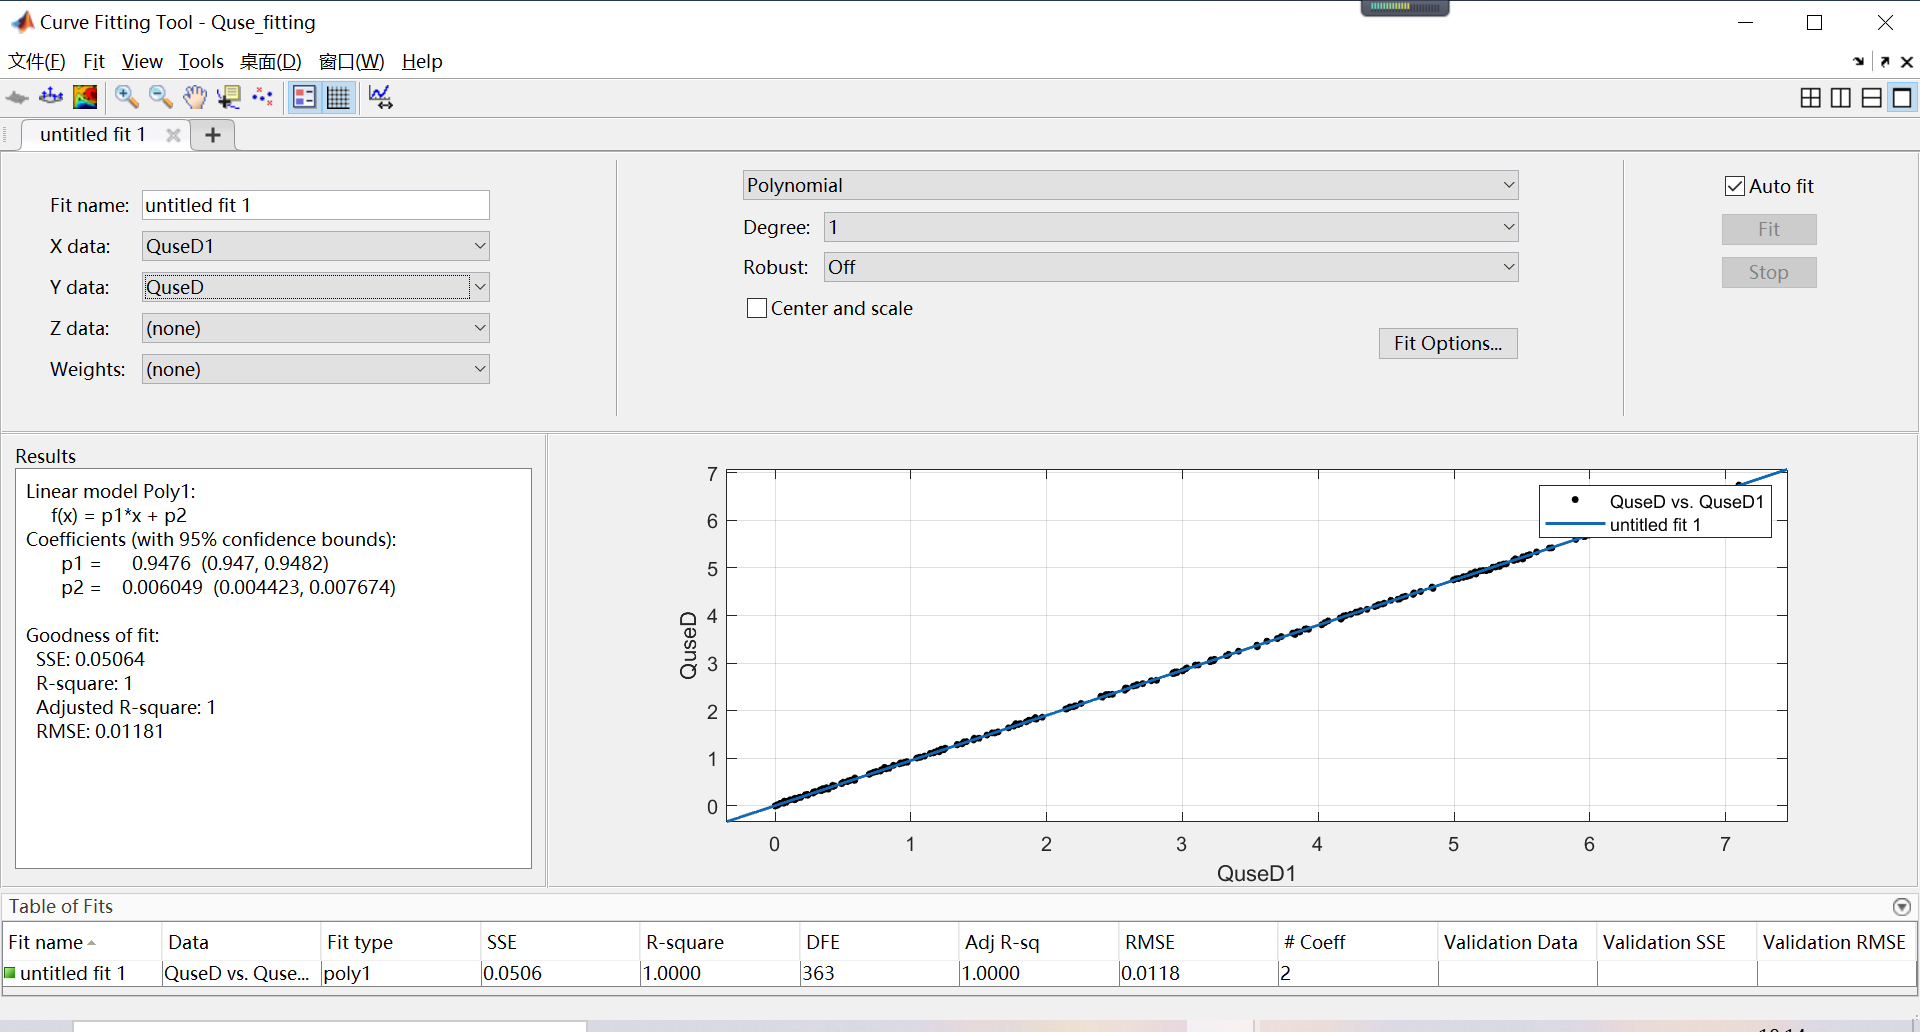 Curve Fitting Tool - Quse_fitting
文件(F) Fit View Tools 桌面(D) 窗口(W) Help
untitled fit 1
Fit name: untitled fit 1
X data: QuseD1
Y data: QuseD
Z data: (none)
Weights: (none)
Polynomial
Degree: 1
Robust: Off
Center and scale
Fit Options...
Auto fit
Fit
Stop
Results
Linear model Poly1:
f(x) = p1*x + p2
Coefficients (with 95% confidence bounds):
p1 = 0.9476 (0.947, 0.9482)
p2 = 0.006049 (0.004423, 0.007674)
Goodness of fit:
SSE: 0.05064
R-square: 1
Adjusted R-square: 1
RMSE: 0.01181
7
6
5
4
3
2
1
0
QuseD
QuseD vs. QuseD1
untitled fit 1
0 1 2 3 4 5 6 7
QuseD1
Table of Fits
Fit name Data Fit type SSE R-square DFE Adj R-sq RMSE # Coeff Validation Data Validation SSE Validation RMSE
untitled fit 1 QuseD vs. Quse... poly1 0.0506 1.0000 363 1.0000 0.0118 2